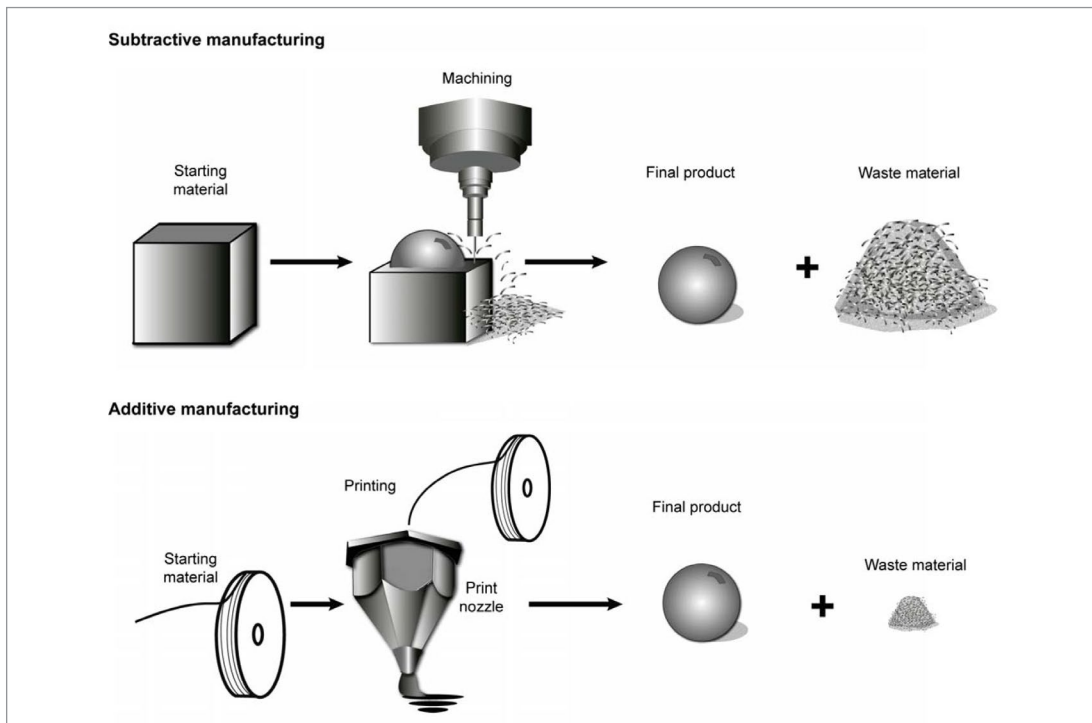 Subtractive manufacturing
Machining
Starting
material
Final product
Waste material
Additive manufacturing
Printing
Starting
material
Print
nozzle
Final product
Waste material